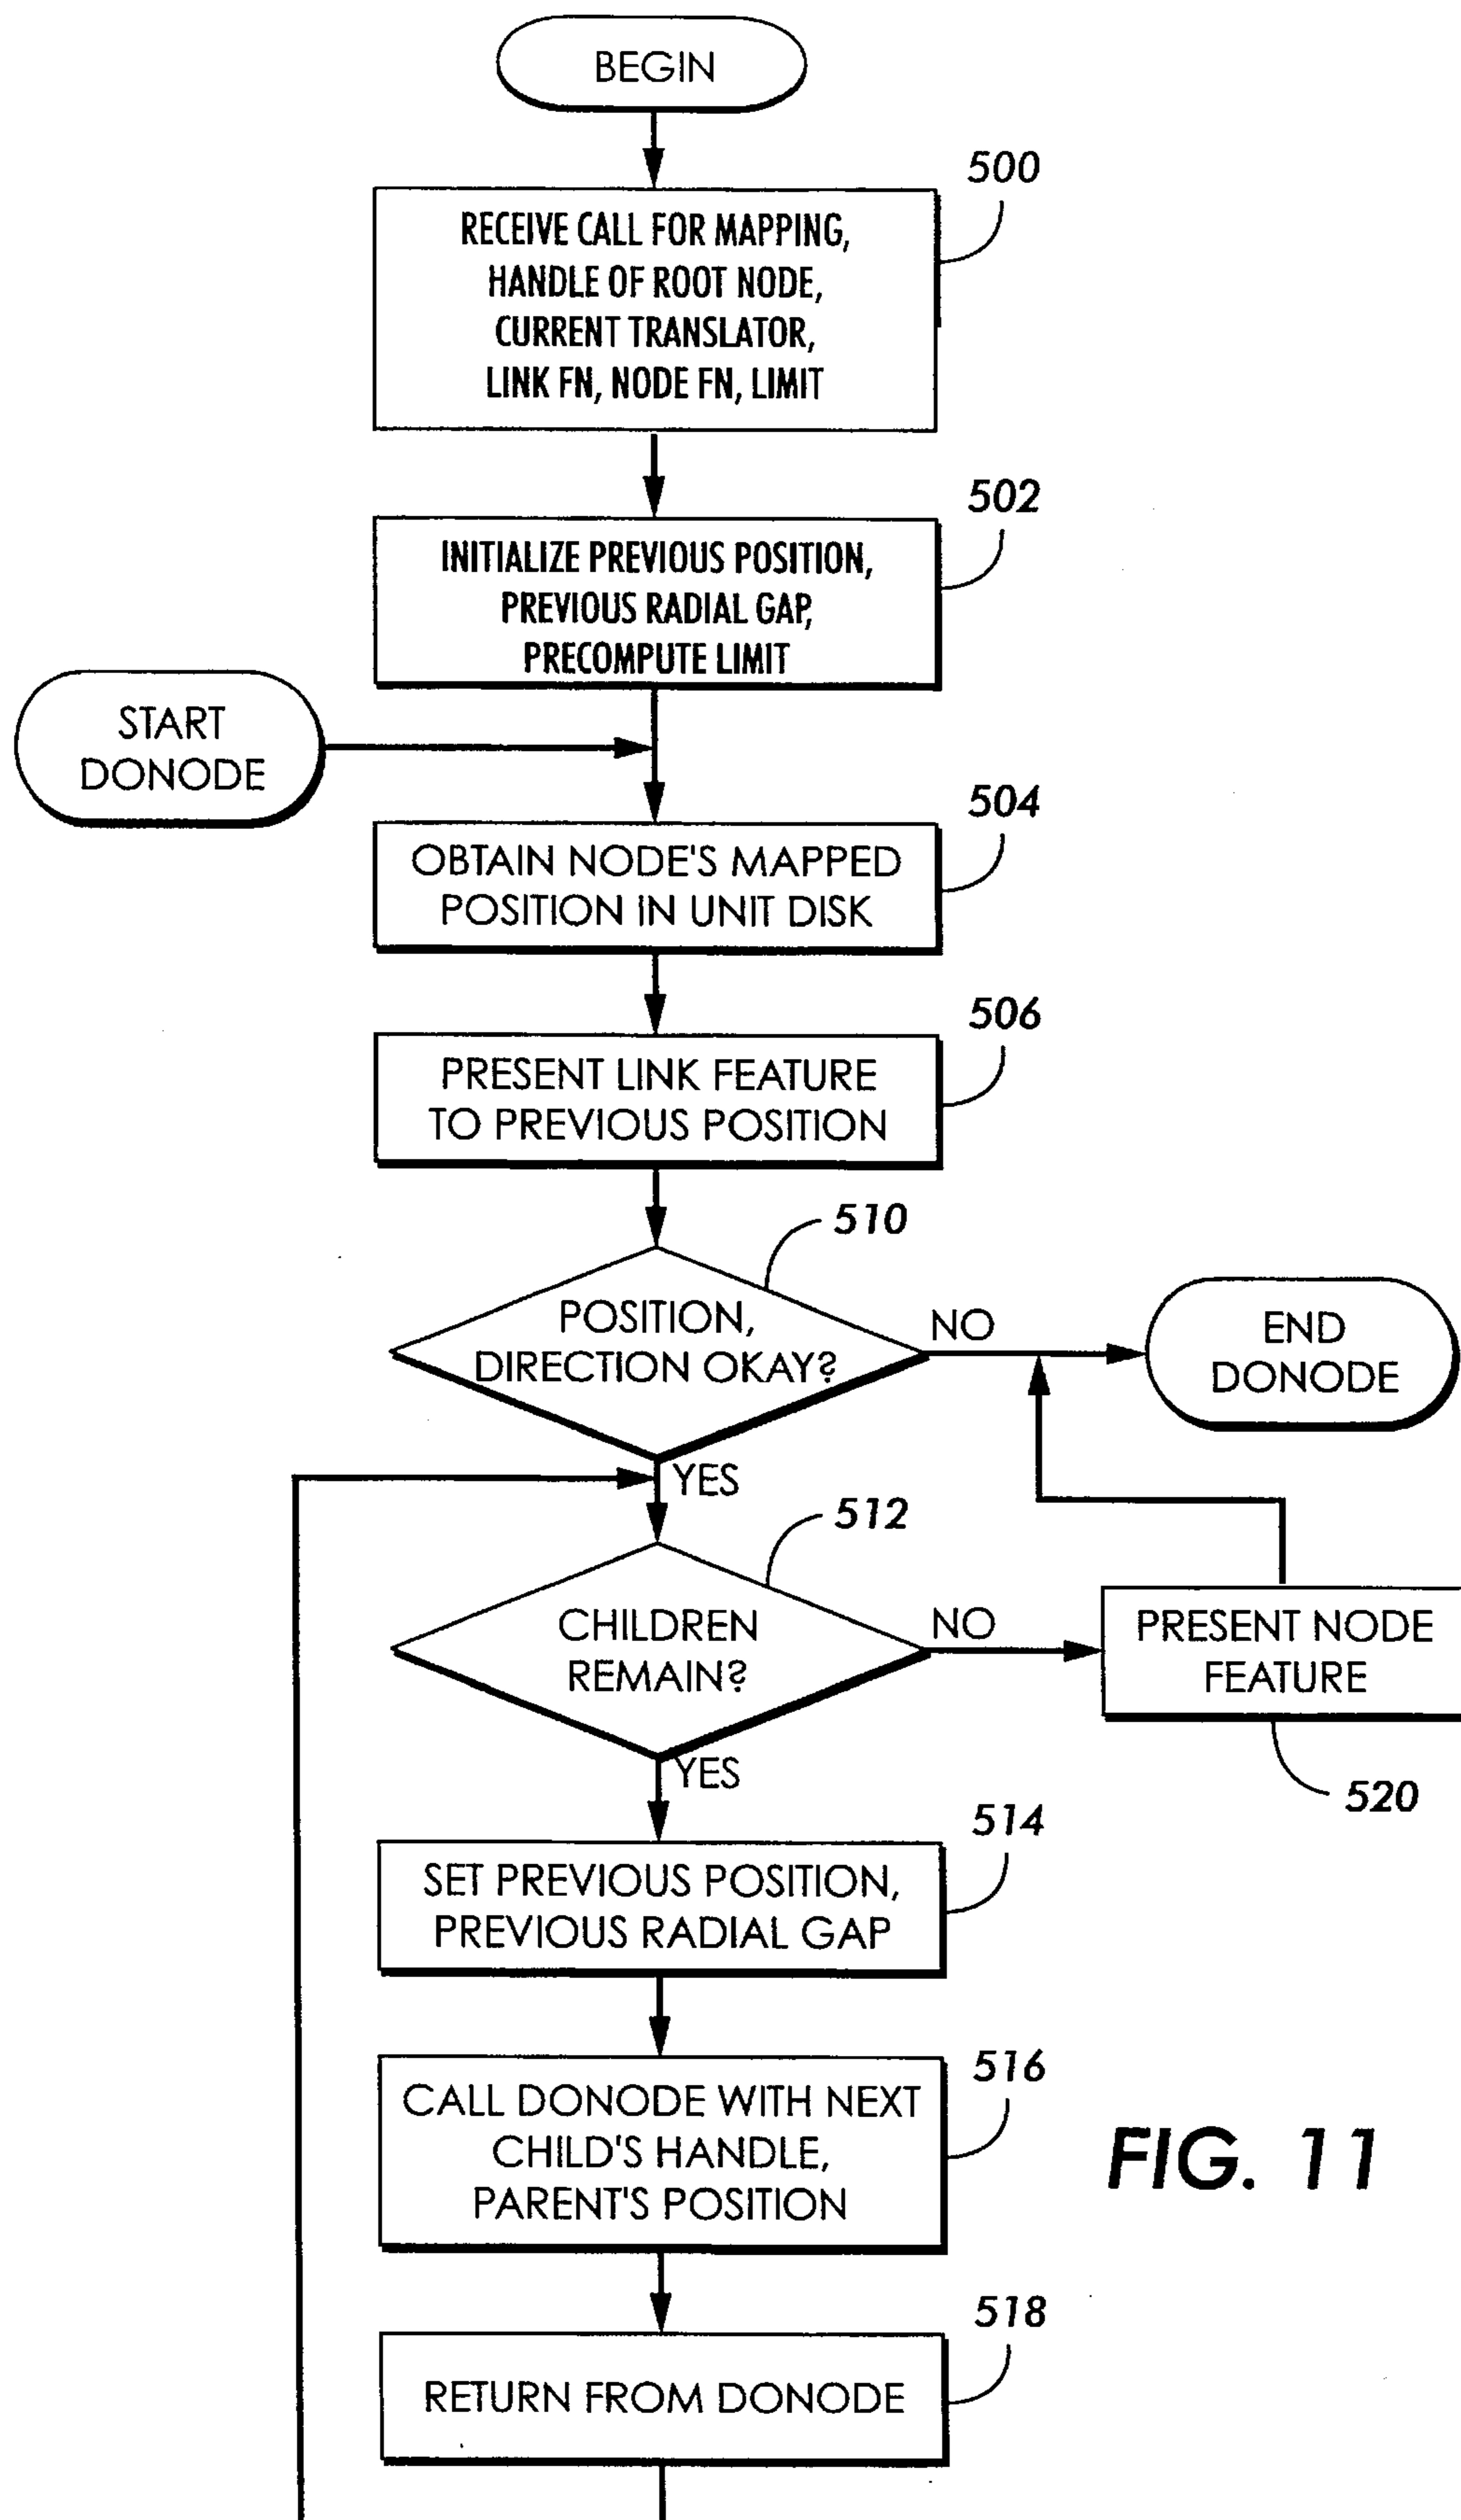 BEGIN
500
RECEIVE CALL FOR MAPPING,
HANDLE OF ROOT NODE,
CURRENT TRANSLATOR,
LINK FN, NODE FN, LIMIT
502
INITIALIZE PREVIOUS POSITION,
PREVIOUS RADIAL GAP,
PRECOMPUTE LIMIT
START
DONODE
504
OBTAIN NODE'S MAPPED
POSITION IN UNIT DISK
506
PRESENT LINK FEATURE
TO PREVIOUS POSITION
510
POSITION,
DIRECTION OKAY?
NO
END
DONODE
YES
512
CHILDREN
REMAIN?
NO
PRESENT NODE
FEATURE
520
YES
514
SET PREVIOUS POSITION,
PREVIOUS RADIAL GAP
516
CALL DONODE WITH NEXT
CHILD'S HANDLE,
PARENT'S POSITION
FIG. 11
518
RETURN FROM DONODE